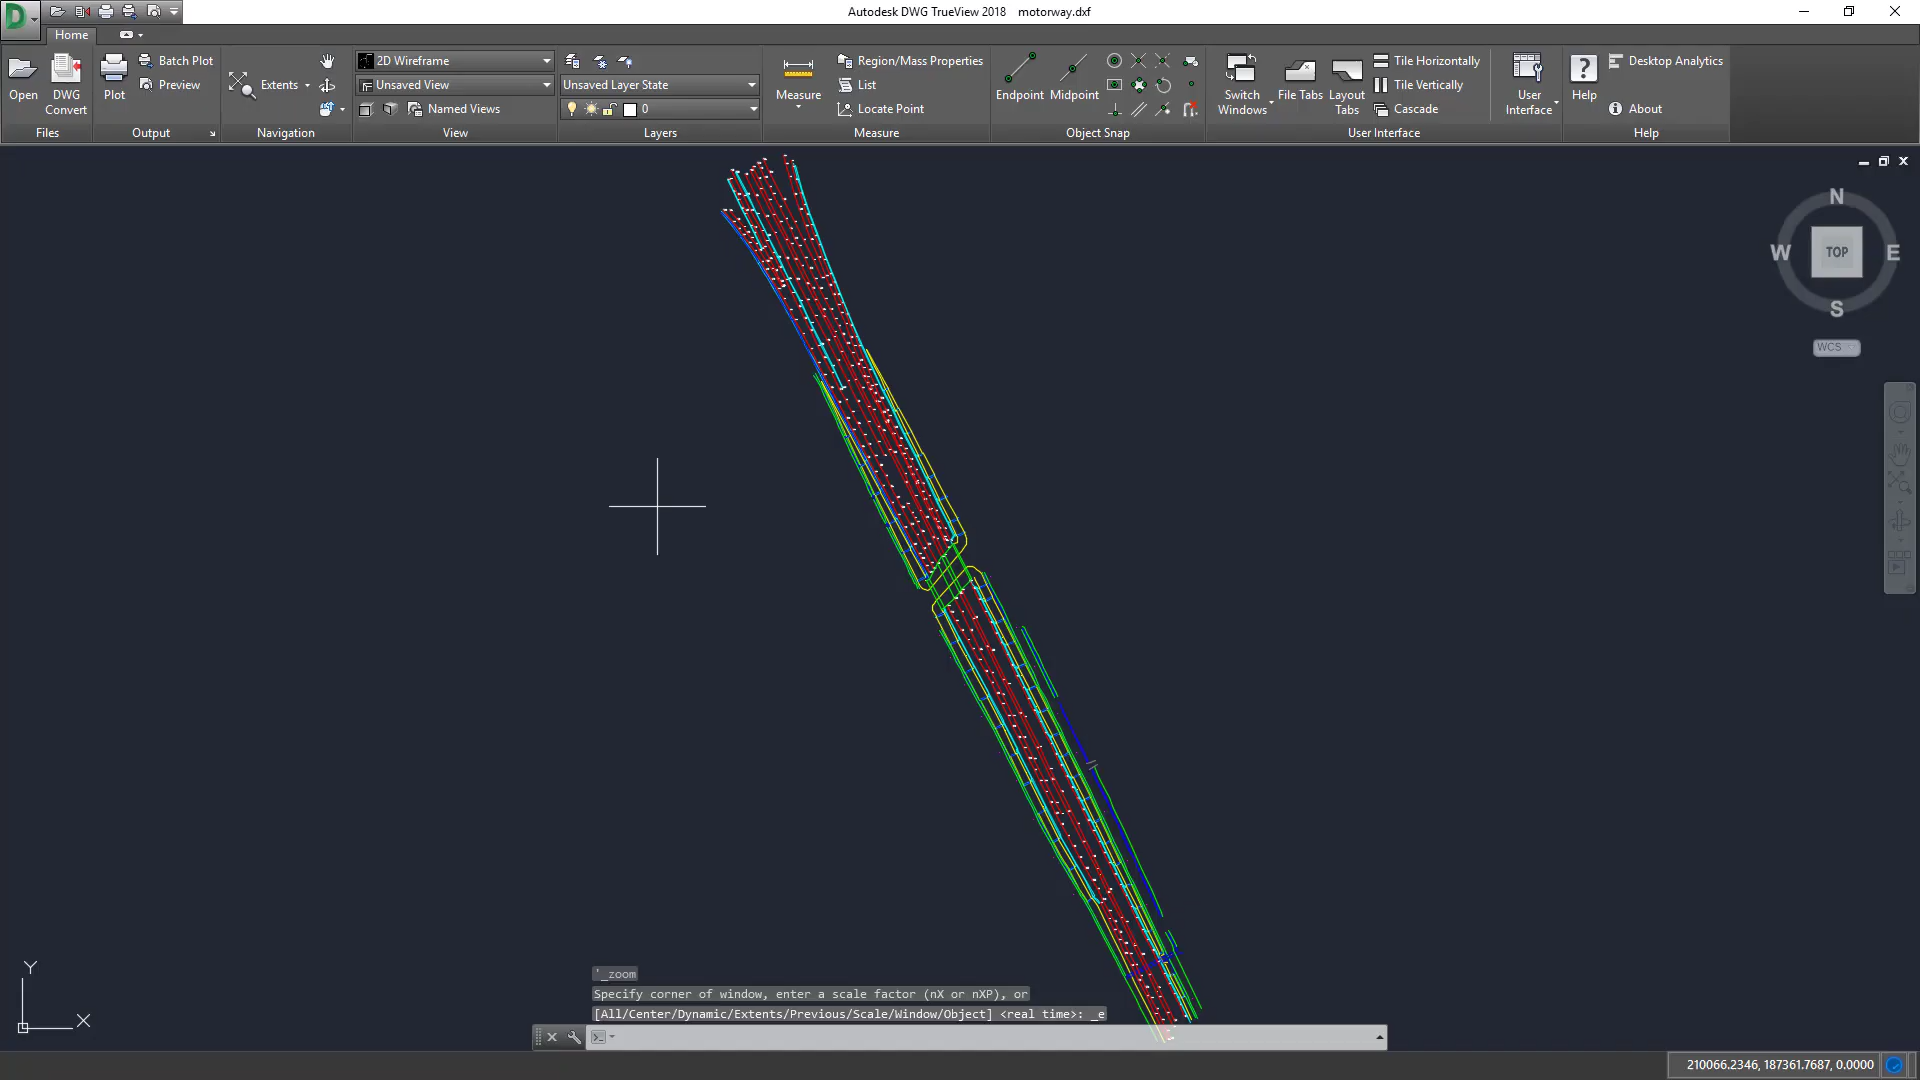 Autodesk DWG TrueView 2018 motorway.dxf
Home
Open
DWG Convert
Files
Plot
Batch Plot
Preview
Output
Extents
Navigation
2D Wireframe
Unsaved View
Named Views
View
Unsaved Layer State
0
Layers
Measure
Region/Mass Properties
List
Locate Point
Measure
Endpoint
Midpoint
Object Snap
Switch Windows
File Tabs
Layout Tabs
Tile Horizontally
Tile Vertically
Cascade
User Interface
User Interface
Help
Desktop Analytics
About
Help
N
W
TOP
E
S
WCS
Y
X
'_zoom
Specify corner of window, enter a scale factor (nX or nXP), or
[All/Center/Dynamic/Extents/Previous/Scale/Window/Object] <real time>: _e
210066.2346, 187361.7687, 0.0000